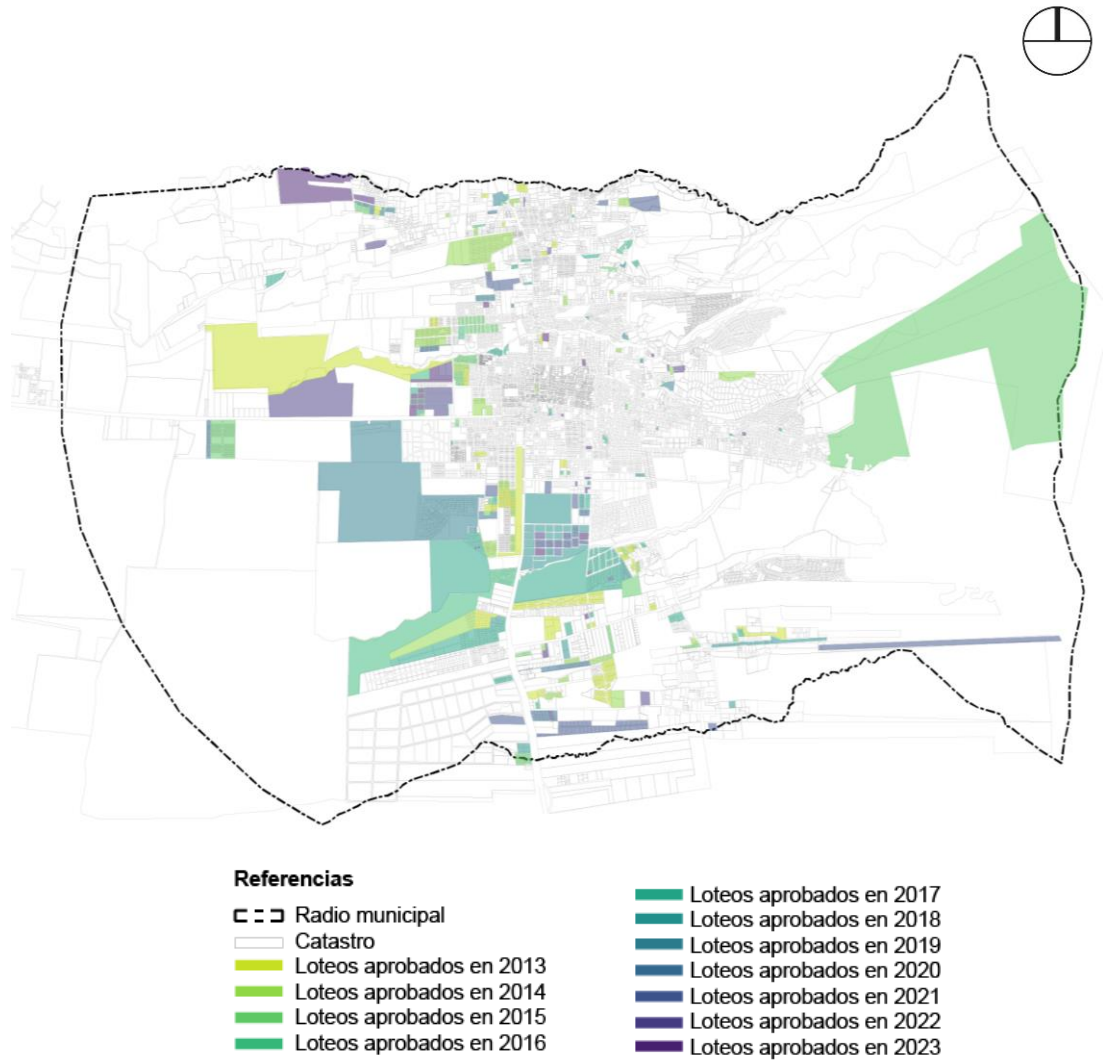 Referencias
Radio municipal
Catastro
Loteos aprobados en 2013
Loteos aprobados en 2014
Loteos aprobados en 2015
Loteos aprobados en 2016
Loteos aprobados en 2017
Loteos aprobados en 2018
Loteos aprobados en 2019
Loteos aprobados en 2020
Loteos aprobados en 2021
Loteos aprobados en 2022
Loteos aprobados en 2023